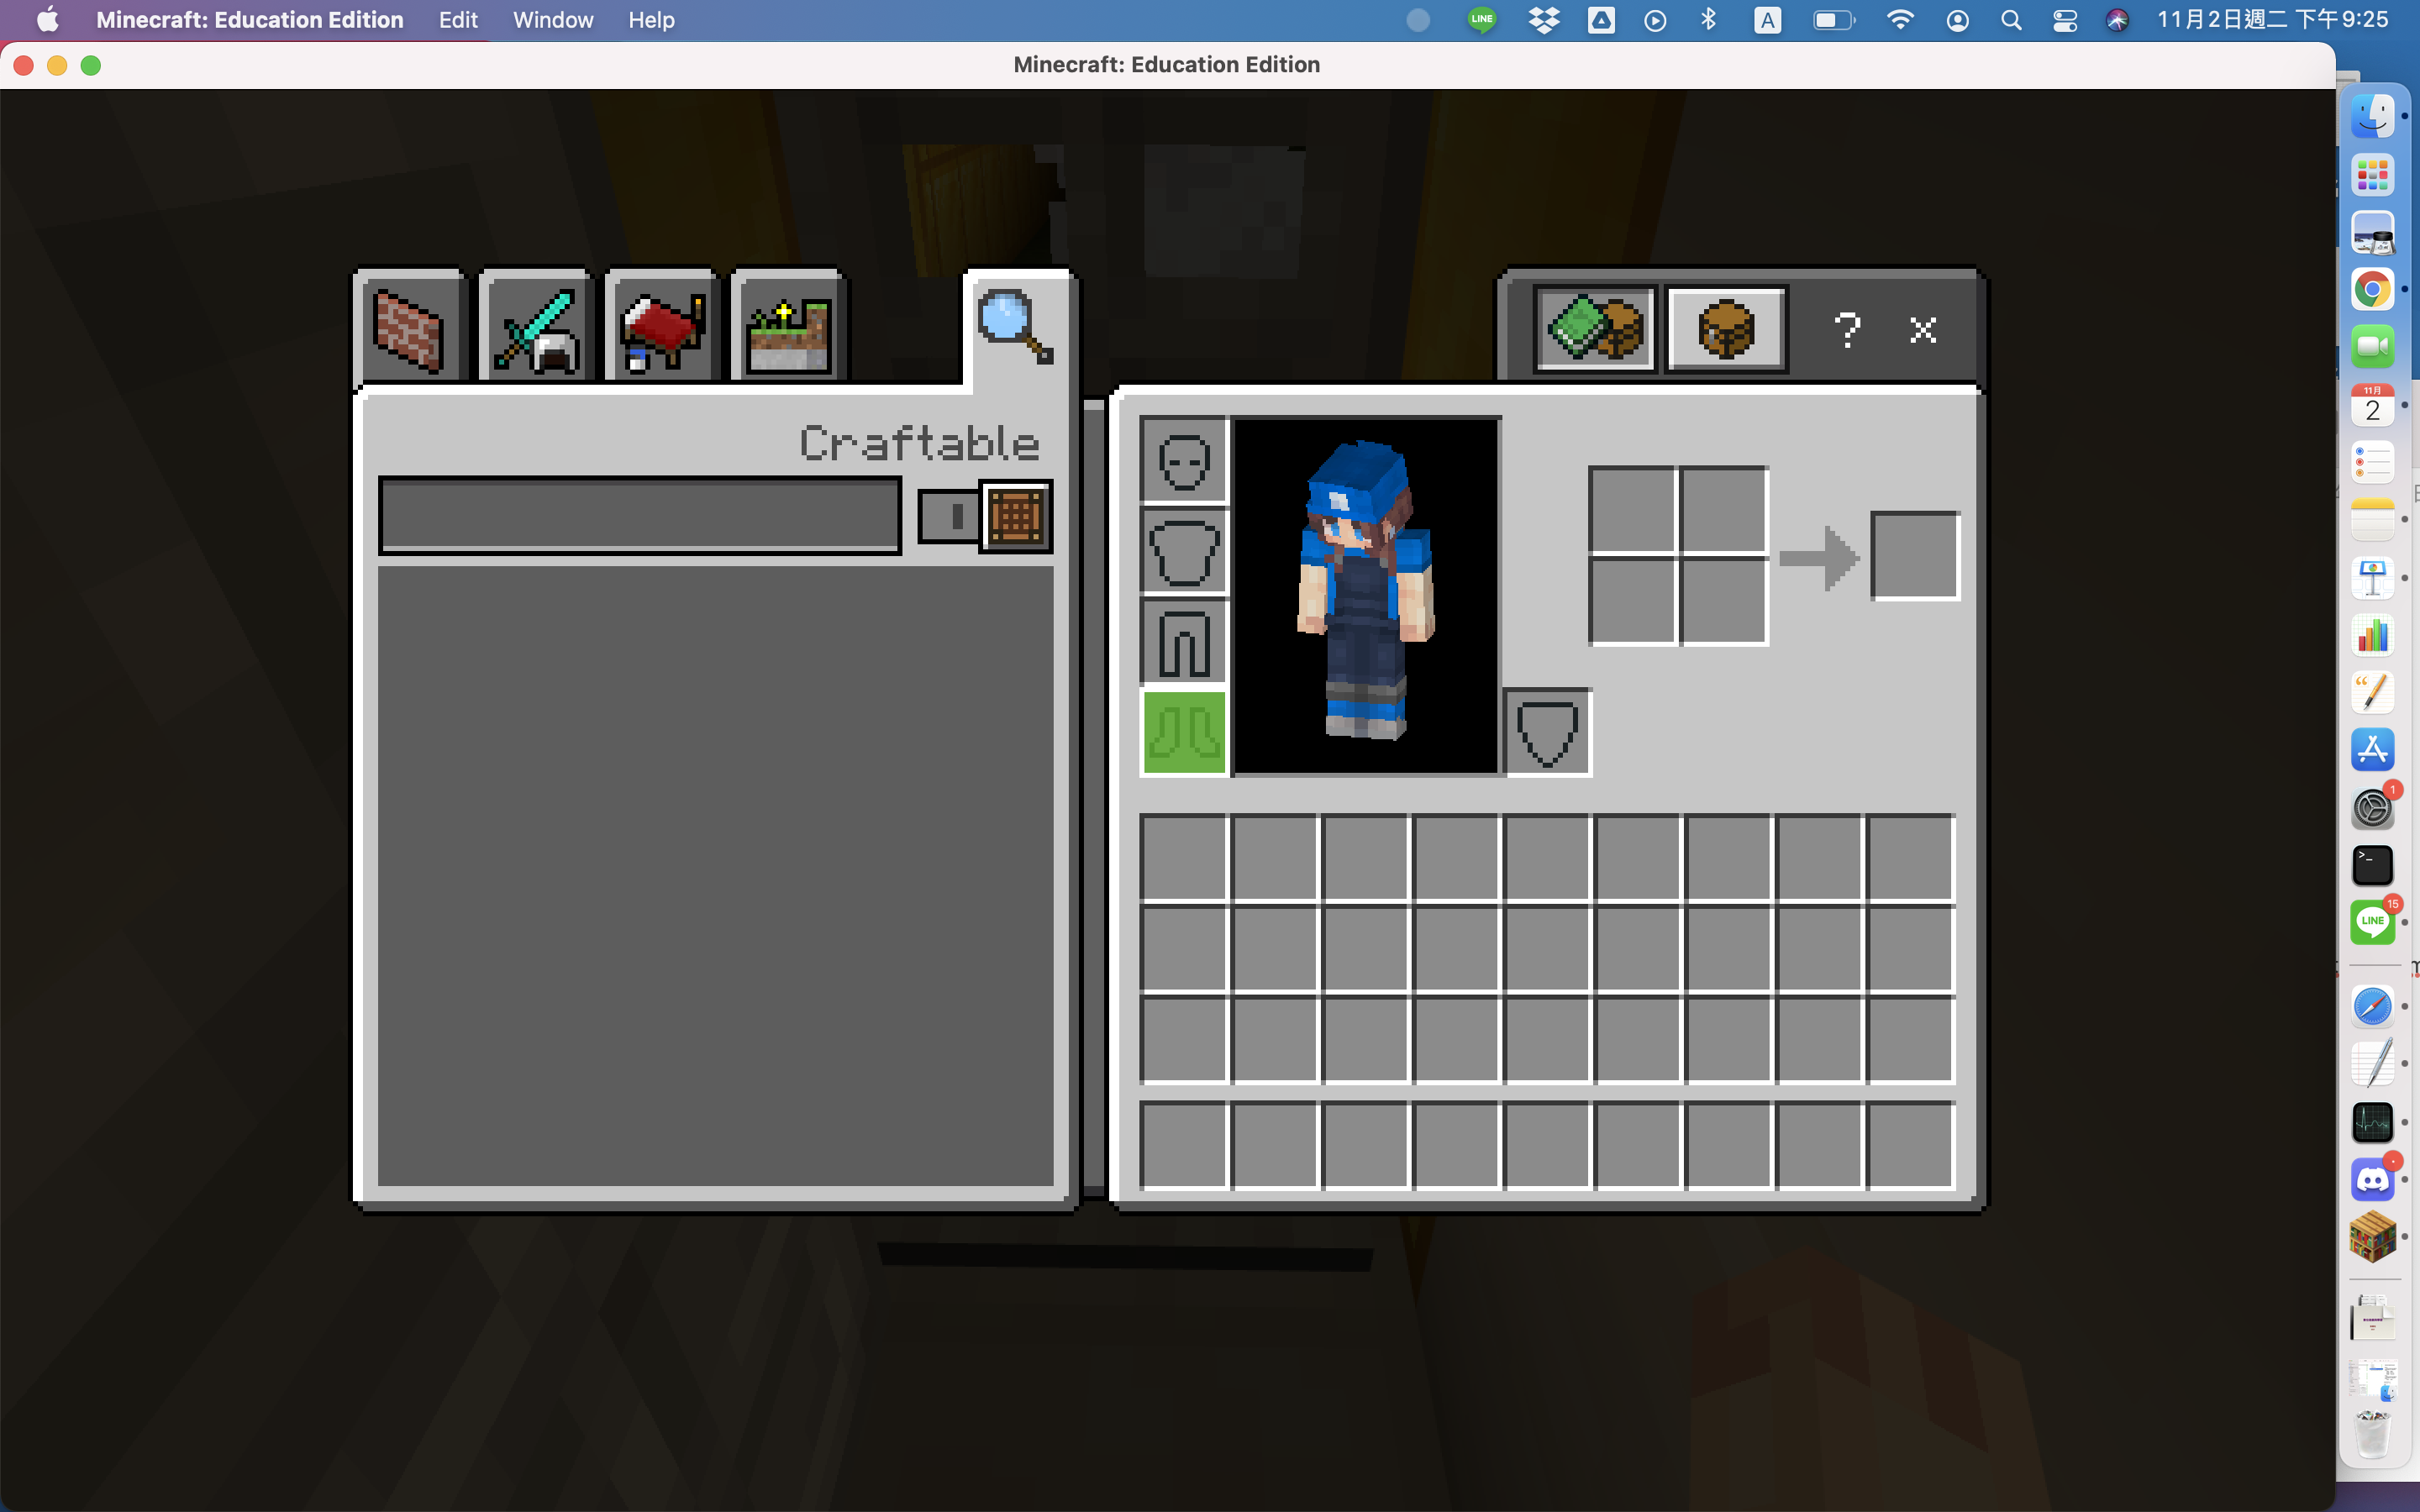 Minecraft: Education Edition Edit Window Help LINE A 11月2日週二 下午9:25
Minecraft: Education Edition
? x
Craftable
11月
2
1
>_
15
LINE